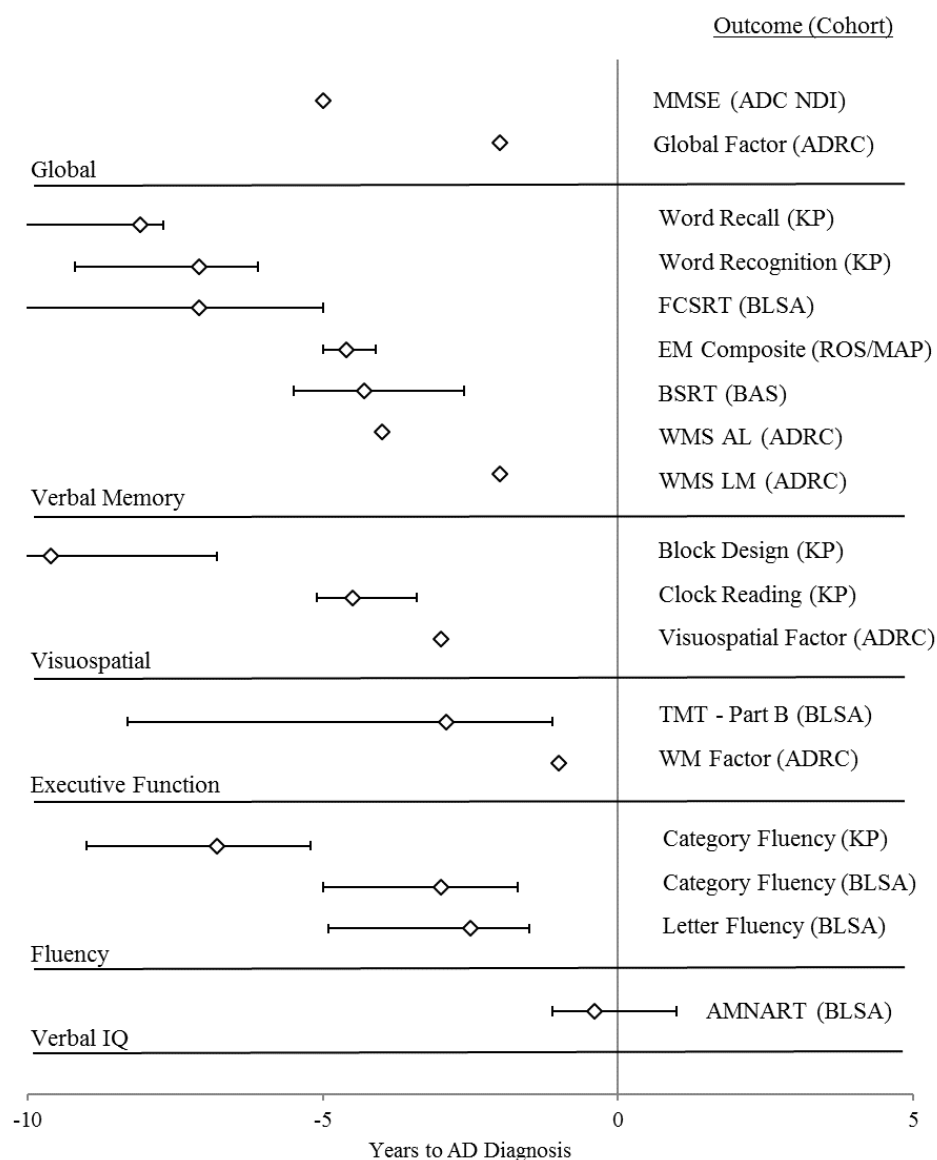 Outcome (Cohort)
MMSE (ADC NDI)
Global Factor (ADRC)
Global
Word Recall (KP)
Word Recognition (KP)
FCSRT (BLSA)
EM Composite (ROS/MAP)
BSRT (BAS)
WMS AL (ADRC)
WMS LM (ADRC)
Verbal Memory
Block Design (KP)
Clock Reading (KP)
Visuospatial Factor (ADRC)
Visuospatial
TMT - Part B (BLSA)
WM Factor (ADRC)
Executive Function
Category Fluency (KP)
Category Fluency (BLSA)
Letter Fluency (BLSA)
Fluency
AMNART (BLSA)
Verbal IQ
-10 -5 0 5
Years to AD Diagnosis